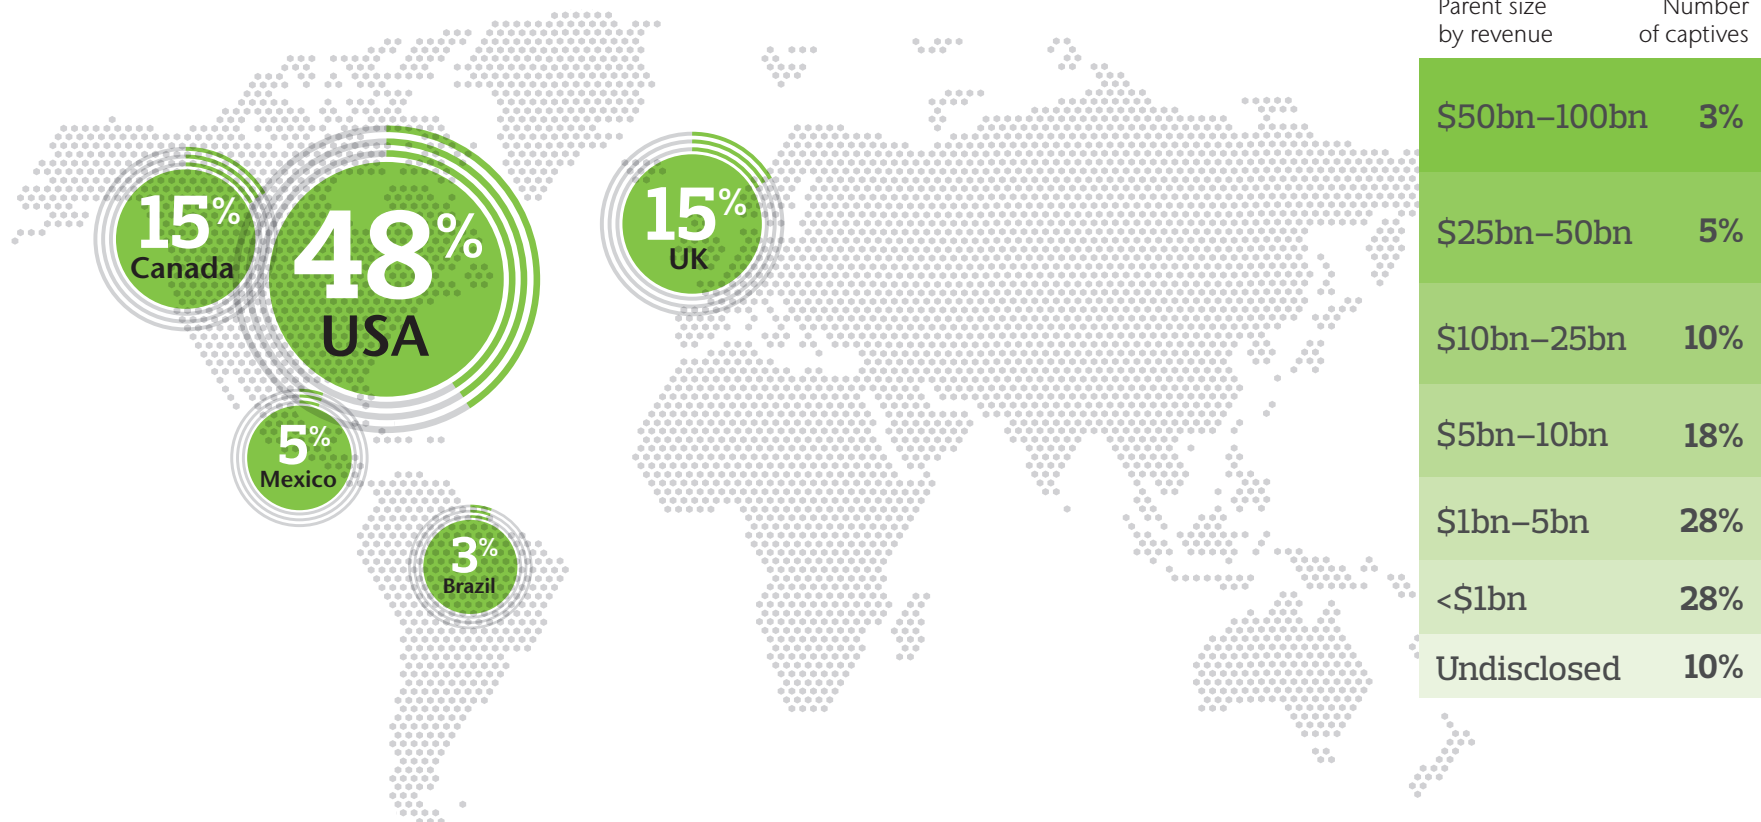 15%
Canada
48%
USA
15%
UK
5%
Mexico
3%
Brazil
Parent size Number
by revenue of captives
$50bn–100bn 3%
$25bn–50bn 5%
$10bn–25bn 10%
$5bn–10bn 18%
$1bn–5bn 28%
<$1bn 28%
Undisclosed 10%